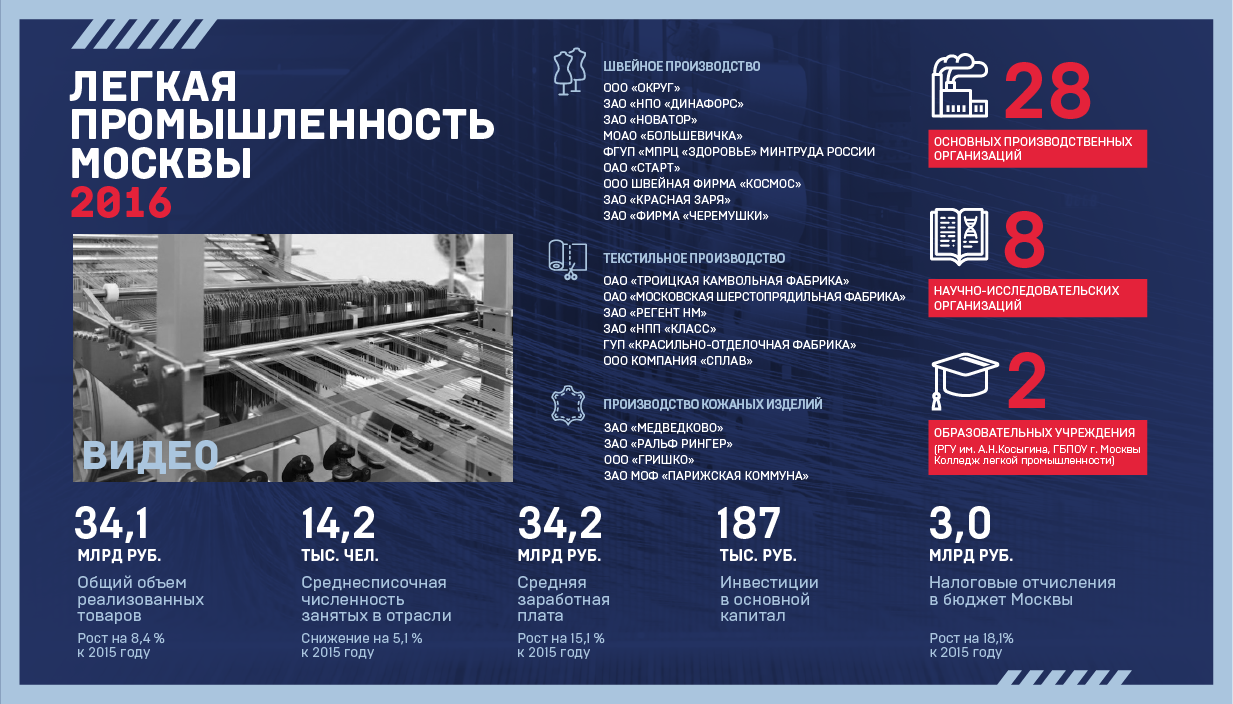 ЛЕГКАЯ
ПРОМЫШЛЕННОСТЬ
МОСКВЫ
2016
ВИДЕО
ШВЕЙНОЕ ПРОИЗВОДСТВО
ООО «ОКРУГ»
ЗАО «НПО «ДИНАФОРС»
ЗАО «НОВАТОР»
МОАО «БОЛЬШЕВИЧКА»
ФГУП «МПРЦ «ЗДОРОВЬЕ» МИНТРУДА РОССИИ
ОАО «СТАРТ»
ООО ШВЕЙНАЯ ФИРМА «КОСМОС»
ЗАО «КРАСНАЯ ЗАРЯ»
ЗАО «ФИРМА «ЧЕРЕМУШКИ»
ТЕКСТИЛЬНОЕ ПРОИЗВОДСТВО
ОАО «ТРОИЦКАЯ КАМВОЛЬНАЯ ФАБРИКА»
ОАО «МОСКОВСКАЯ ШЕРСТОПРЯДИЛЬНАЯ ФАБРИКА»
ЗАО «РЕГЕНТ НМ»
ЗАО «НПП «КЛАСС»
ГУП «КРАСИЛЬНО-ОТДЕЛОЧНАЯ ФАБРИКА»
ООО КОМПАНИЯ «СПЛАВ»
ПРОИЗВОДСТВО КОЖАНЫХ ИЗДЕЛИЙ
ЗАО «МЕДВЕДКОВО»
ЗАО «РАЛЬФ РИНГЕР»
ООО «ГРИШКО»
ЗАО МОФ «ПАРИЖСКАЯ КОММУНА»
28
ОСНОВНЫХ ПРОИЗВОДСТВЕННЫХ
ОРГАНИЗАЦИЙ
8
НАУЧНО-ИССЛЕДОВАТЕЛЬСКИХ
ОРГАНИЗАЦИЙ
2
ОБРАЗОВАТЕЛЬНЫХ УЧРЕЖДЕНИЯ
(РГУ им. А.Н.Косыгина, ГБПОУ г. Москвы
Колледж легкой промышленности)
34,1
МЛРД РУБ.
Общий объем
реализованных
товаров
Рост на 8,4 %
к 2015 году
14,2
ТЫС. ЧЕЛ.
Среднесписочная
численность
занятых в отрасли
Снижение на 5,1 %
к 2015 году
34,2
МЛРД РУБ.
Средняя
заработная
плата
Рост на 15,1 %
к 2015 году
187
ТЫС. РУБ.
Инвестиции
в основной
капитал
3,0
МЛРД РУБ.
Налоговые отчисления
в бюджет Москвы
Рост на 18,1%
к 2015 году